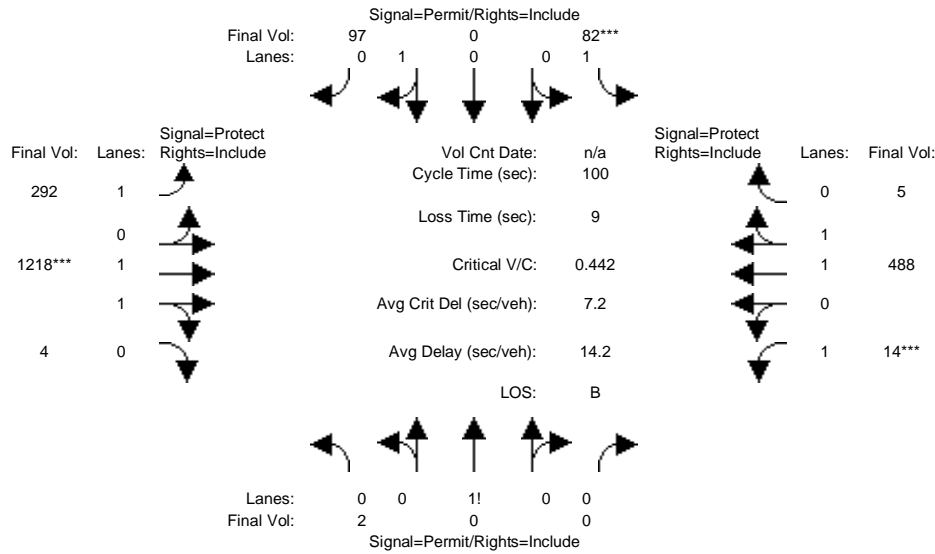 Signal=Permit/Rights=Include
Final Vol: 97 0 82***
Lanes: 0 1 0 0 1
Signal=Protect Signal=Protect
Final Vol: Lanes: Rights=Include Vol Cnt Date: n/a Rights=Include Lanes: Final Vol:
Cycle Time (sec): 100
292 1 0 5
Loss Time (sec): 9
0 1
1218*** 1 Critical V/C: 0.442 1 488
1 Avg Crit Del (sec/veh): 7.2 0
4 0 Avg Delay (sec/veh): 14.2 1 14***
LOS: B
Lanes: 0 0 1! 0 0
Final Vol: 2 0 0
Signal=Permit/Rights=Include